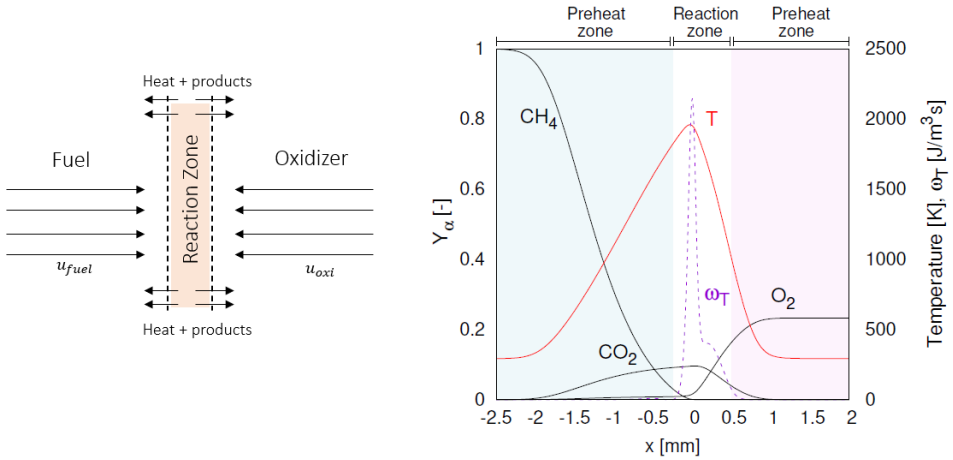 Heat + products
Fuel
Oxidizer
Reaction Zone
u_fuel
u_oxi
Heat + products
Preheat zone
Reaction zone
Preheat zone
1
0.8
0.6
0.4
0.2
0
Y_α [-]
CH₄
T
ω_T
CO₂
O₂
2500
2000
1500
1000
500
0
Temperature [K], ω_T [J/m³s]
-2.5 -2 -1.5 -1 -0.5 0 0.5 1 1.5 2
x [mm]